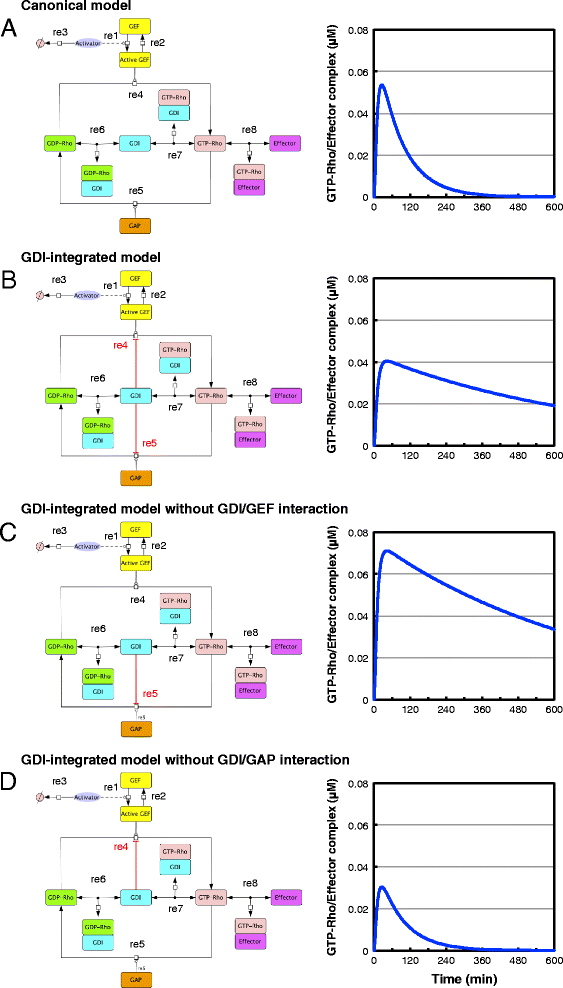 Canonical model
A
GEF
re3
re1
re2
Activator
Active GEF
re4
GTP-Rho
GDI
re6
re8
GDP-Rho
GDI
GTP-Rho
Effector
re7
GDP-Rho
GDI
GTP-Rho
Effector
re5
GAP
GTP-Rho/Effector complex (μM)
0.08
0.06
0.04
0.02
0
0 120 240 360 480 600
GDI-integrated model
B
GEF
re3
re1
re2
Activator
Active GEF
re4
GTP-Rho
GDI
re6
re8
GDP-Rho
GDI
GTP-Rho
Effector
re7
GDP-Rho
GDI
GTP-Rho
Effector
re5
GAP
GTP-Rho/Effector complex (μM)
0.08
0.06
0.04
0.02
0
0 120 240 360 480 600
GDI-integrated model without GDI/GEF interaction
C
GEF
re3
re1
re2
Activator
Active GEF
re4
GTP-Rho
GDI
re6
re8
GDP-Rho
GDI
GTP-Rho
Effector
re7
GDP-Rho
GDI
GTP-Rho
Effector
re5
re5
GAP
GTP-Rho/Effector complex (μM)
0.08
0.06
0.04
0.02
0
0 120 240 360 480 600
GDI-integrated model without GDI/GAP interaction
D
GEF
re3
re1
re2
Activator
Active GEF
re4
GTP-Rho
GDI
re6
re8
GDP-Rho
GDI
GTP-Rho
Effector
re7
GDP-Rho
GDI
GTP-Rho
Effector
re5
re5
GAP
GTP-Rho/Effector complex (μM)
0.08
0.06
0.04
0.02
0
0 120 240 360 480 600
Time (min)